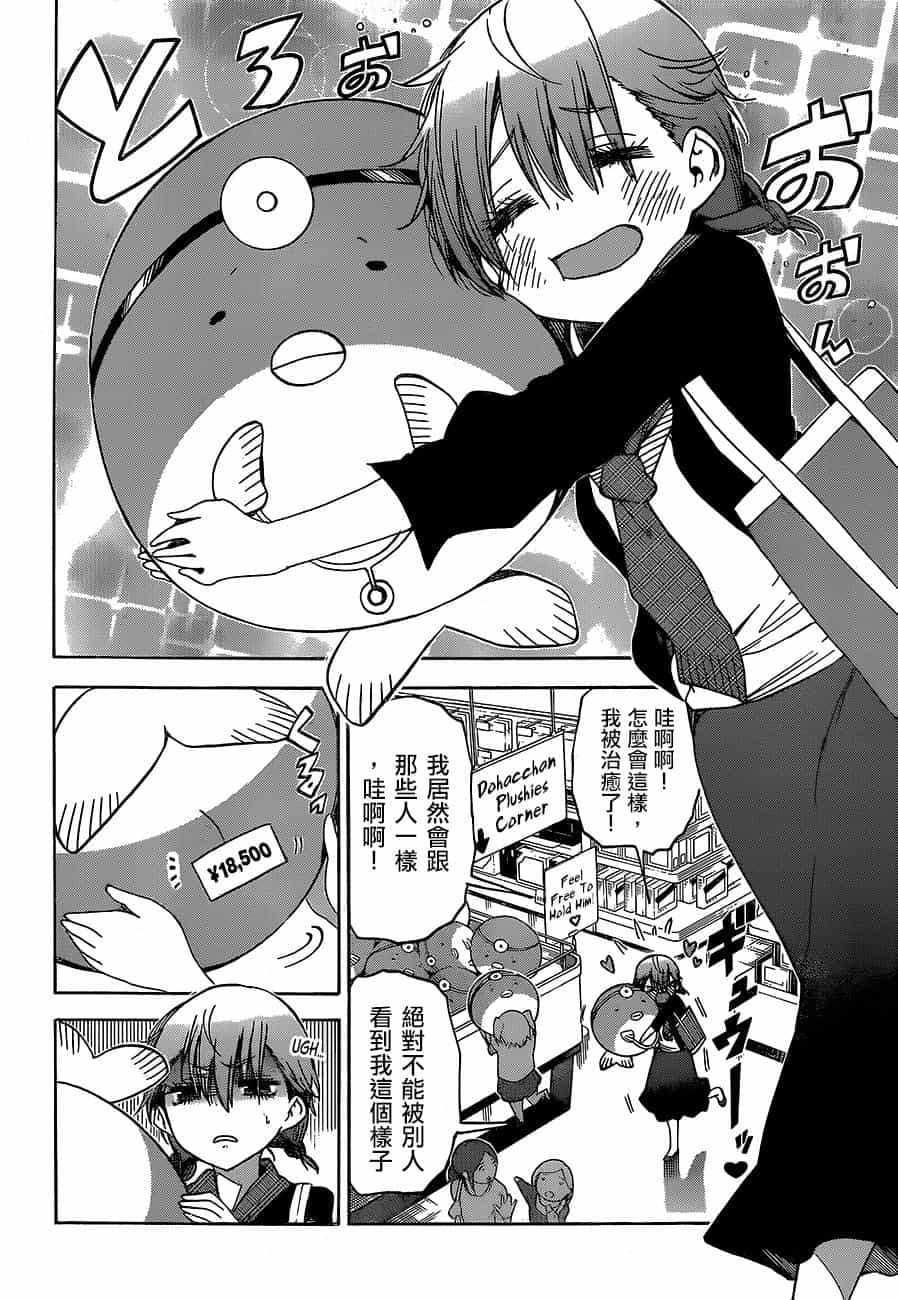 とろぉ
おおぉん
哇啊啊！
怎麼會這樣，
我被治癒了！
Dohacchan
Plushies
Corner
Feel
Free To
Hold Him!
ギュウー
我居然會跟
那些人一樣
，哇啊啊！
絕對不能被別人
看到我這個樣子
くるっ
¥18,500
UGH..